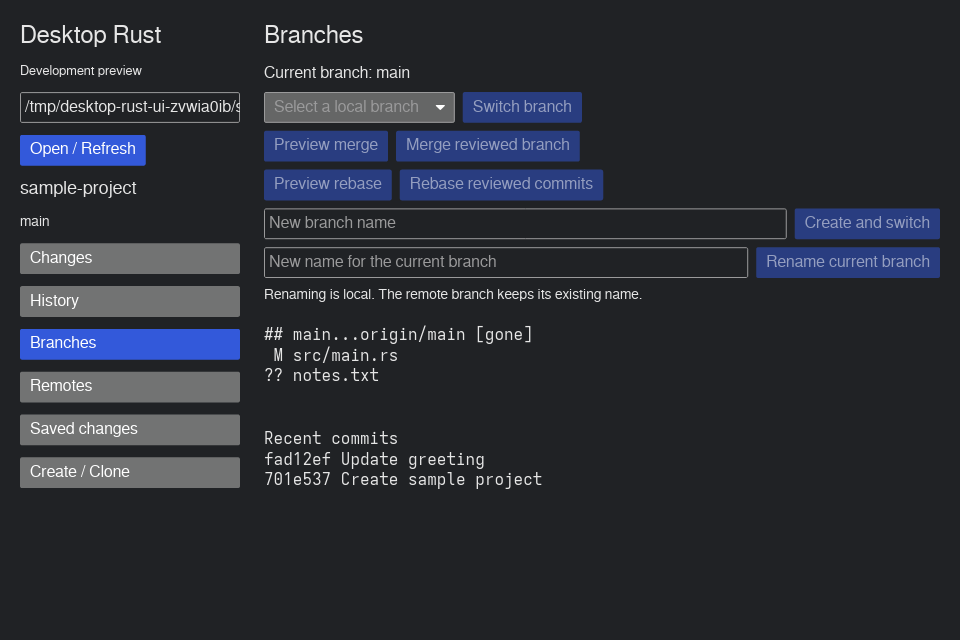 Desktop Rust
Development preview
/tmp/desktop-rust-ui-zvwia0ib/s
Open / Refresh
sample-project
main
Changes
History
Branches
Remotes
Saved changes
Create / Clone
Branches
Current branch: main
Select a local branch
Switch branch
Preview merge
Merge reviewed branch
Preview rebase
Rebase reviewed commits
New branch name
Create and switch
New name for the current branch
Rename current branch
Renaming is local. The remote branch keeps its existing name.
## main...origin/main [gone]
 M src/main.rs
?? notes.txt
Recent commits
fad12ef Update greeting
701e537 Create sample project